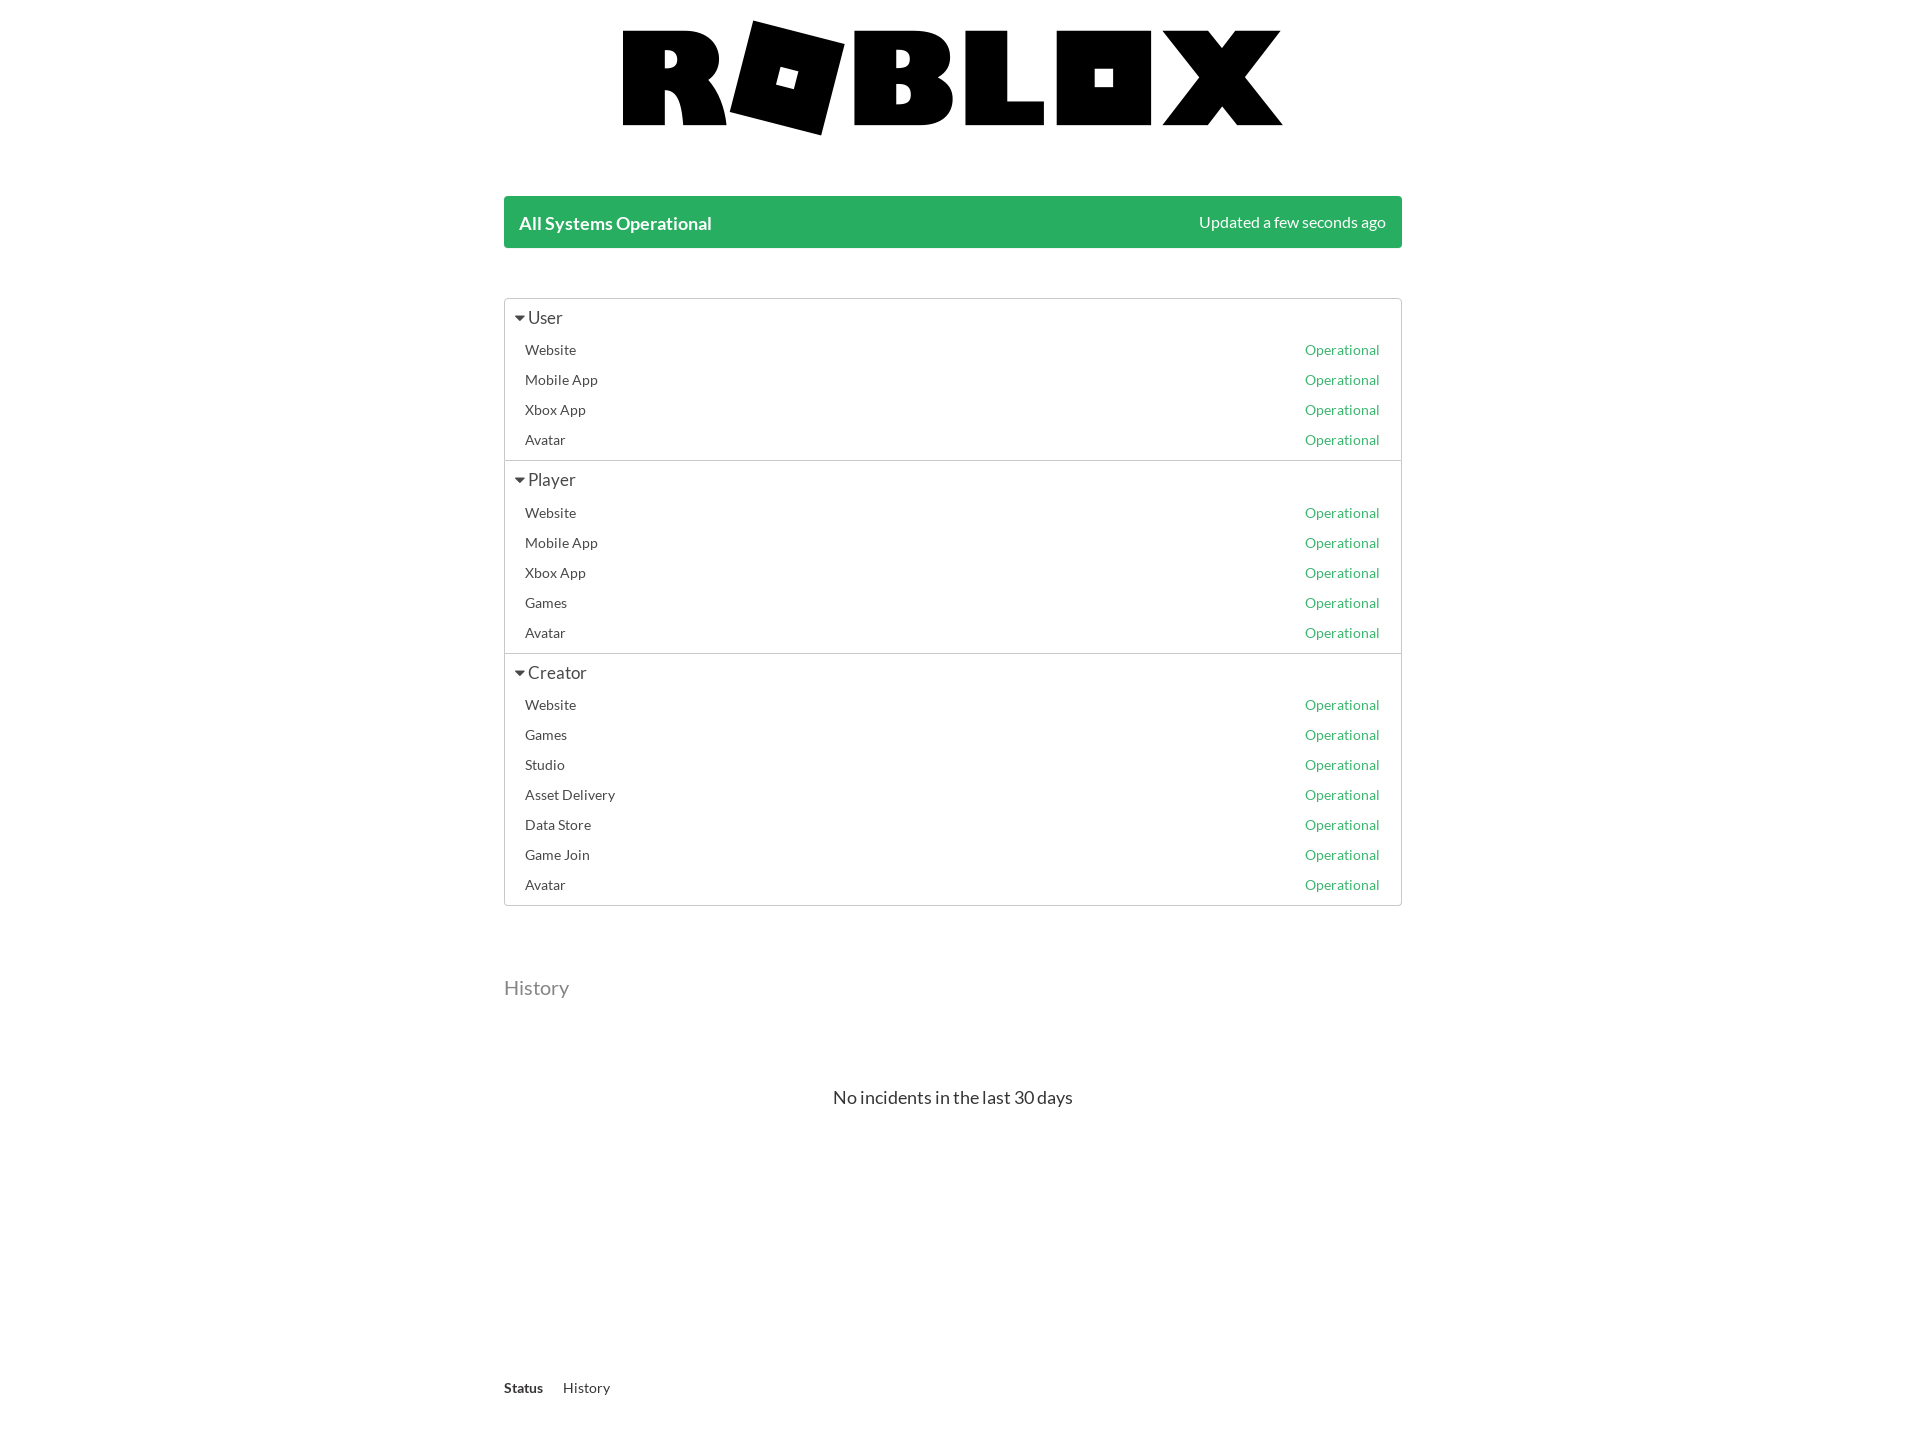 ROBLOX
All Systems Operational Updated a few seconds ago
User
Website Operational
Mobile App Operational
Xbox App Operational
Avatar Operational
Player
Website Operational
Mobile App Operational
Xbox App Operational
Games Operational
Avatar Operational
Creator
Website Operational
Games Operational
Studio Operational
Asset Delivery Operational
Data Store Operational
Game Join Operational
Avatar Operational
History
No incidents in the last 30 days
Status History